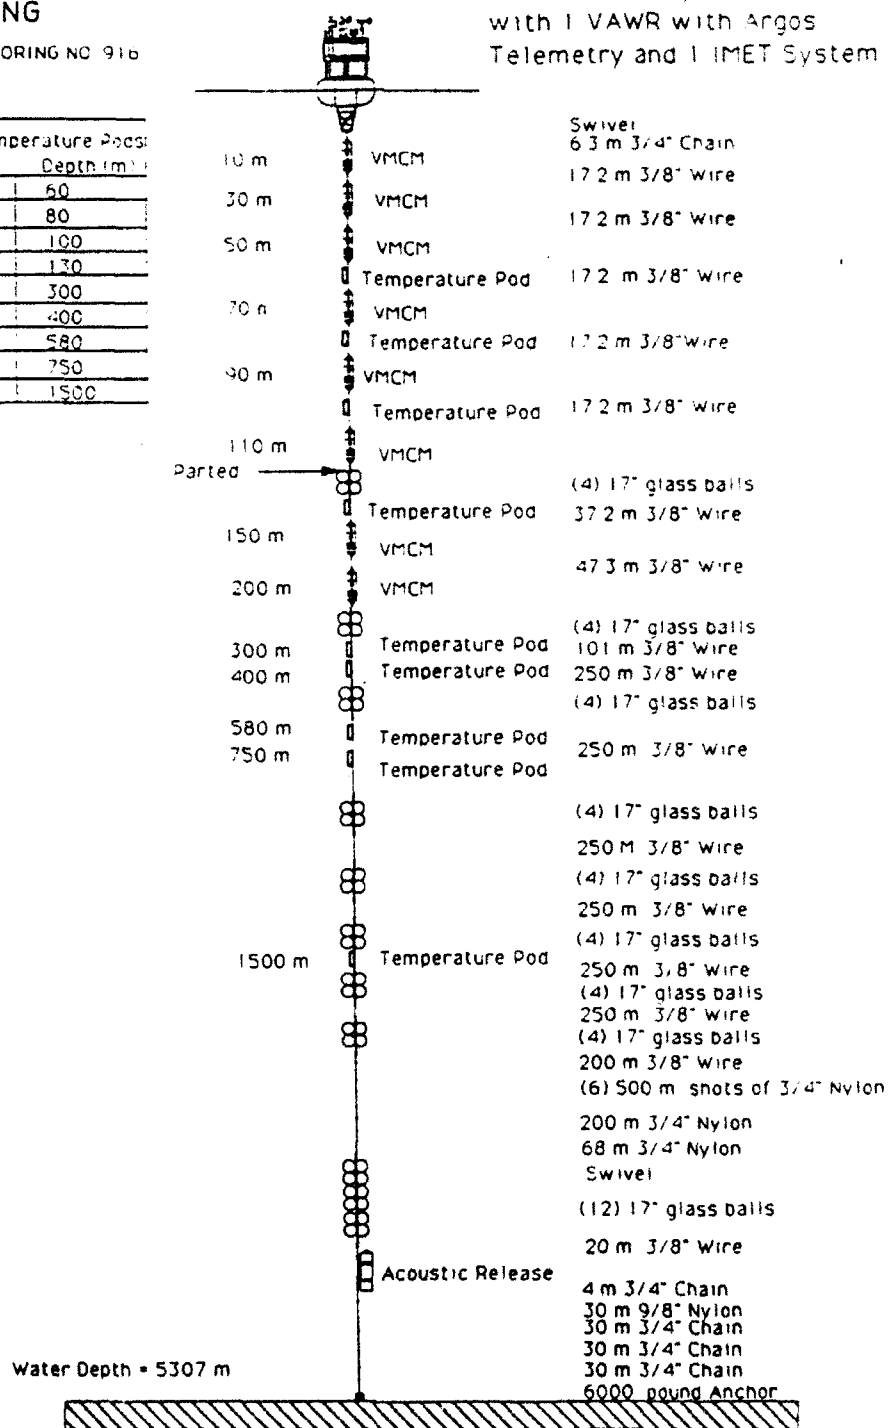 NG
ORING NO 916
with 1 VAWR with Argos
Telemetry and 1 IMET System
Depth (m)
60
80
100
130
300
400
580
750
1500
Swivel
6.3 m 3/4" Chain
10 m VMCM
17.2 m 3/8" Wire
30 m VMCM
17.2 m 3/8" Wire
50 m VMCM
Temperature Pod 17.2 m 3/8" Wire
70 m VMCM
Temperature Pod 17.2 m 3/8" Wire
90 m VMCM
Temperature Pod 17.2 m 3/8" Wire
110 m VMCM
Parted
(4) 17" glass balls
Temperature Pod 37.2 m 3/8" Wire
150 m VMCM
47.3 m 3/8" Wire
200 m VMCM
(4) 17" glass balls
300 m Temperature Pod 101 m 3/8" Wire
400 m Temperature Pod 250 m 3/8" Wire
(4) 17" glass balls
580 m Temperature Pod
750 m 250 m 3/8" Wire
Temperature Pod
(4) 17" glass balls
250 M 3/8" Wire
(4) 17" glass balls
250 m 3/8" Wire
(4) 17" glass balls
1500 m Temperature Pod
250 m 3/8" Wire
(4) 17" glass balls
250 m 3/8" Wire
(4) 17" glass balls
200 m 3/8" Wire
(6) 500 m shots of 3/4" Nylon
200 m 3/4" Nylon
68 m 3/4" Nylon
Swivel
(12) 17" glass balls
20 m 3/8" Wire
Acoustic Release
4 m 3/4" Chain
30 m 9/8" Nylon
30 m 3/4" Chain
30 m 3/4" Chain
30 m 3/4" Chain
Water Depth = 5307 m
6000 pound Anchor